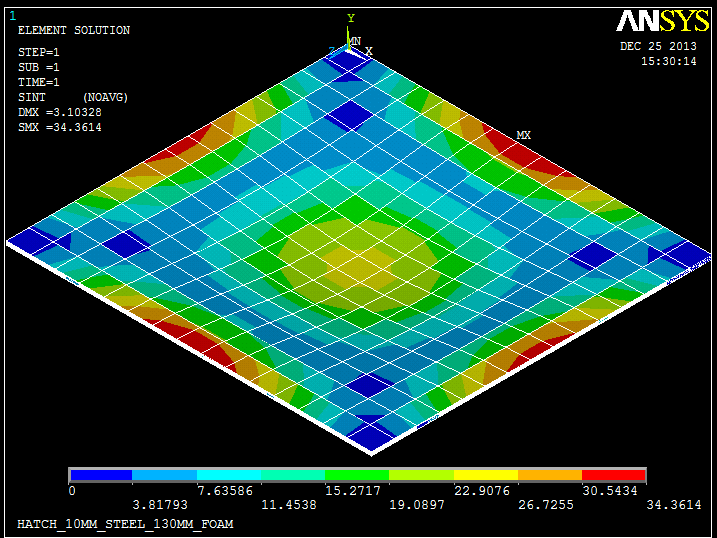 1
ELEMENT SOLUTION
STEP=1
SUB =1
TIME=1
SINT (NOAVG)
DMX =3.10328
SMX =34.3614
ANSYS
DEC 25 2013
15:30:14
Y
MN
Z X
MX
0 7.63586 15.2717 22.9076 30.5434
3.81793 11.4538 19.0897 26.7255 34.3614
HATCH_10MM_STEEL_130MM_FOAM